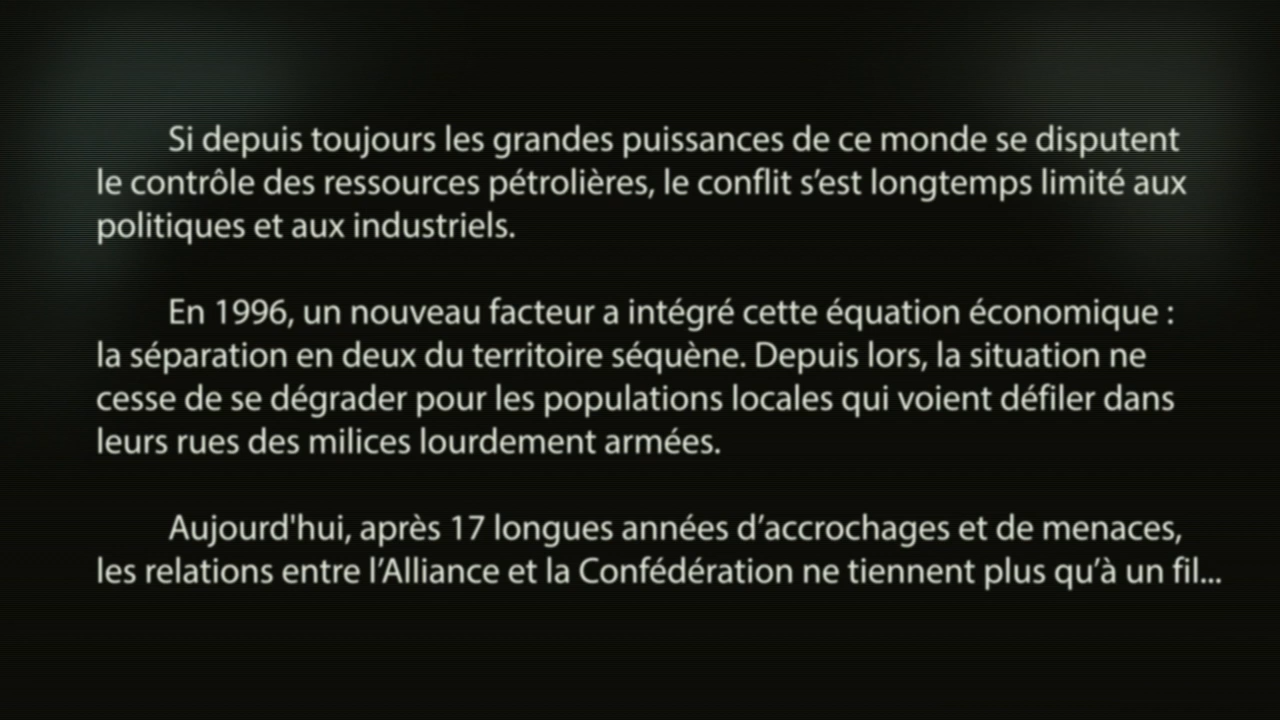 Si depuis toujours les grandes puissances de ce monde se disputent
le contrôle des ressources pétrolières, le conflit s’est longtemps limité aux
politiques et aux industriels.
En 1996, un nouveau facteur a intégré cette équation économique :
la séparation en deux du territoire séquène. Depuis lors, la situation ne
cesse de se dégrader pour les populations locales qui voient défiler dans
leurs rues des milices lourdement armées.
Aujourd'hui, après 17 longues années d’accrochages et de menaces,
les relations entre l’Alliance et la Confédération ne tiennent plus qu’à un fil...